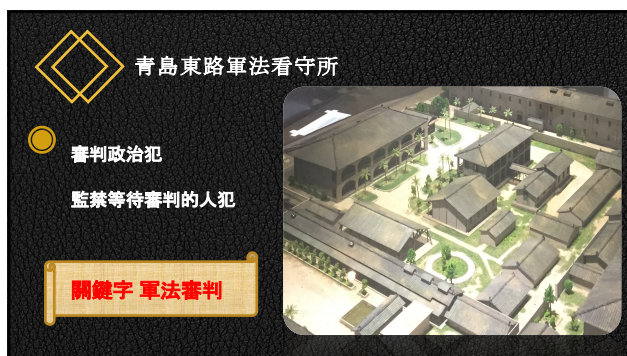 青島東路軍法看守所
審判政治犯
監禁等待審判的人犯
關鍵字 軍法審判